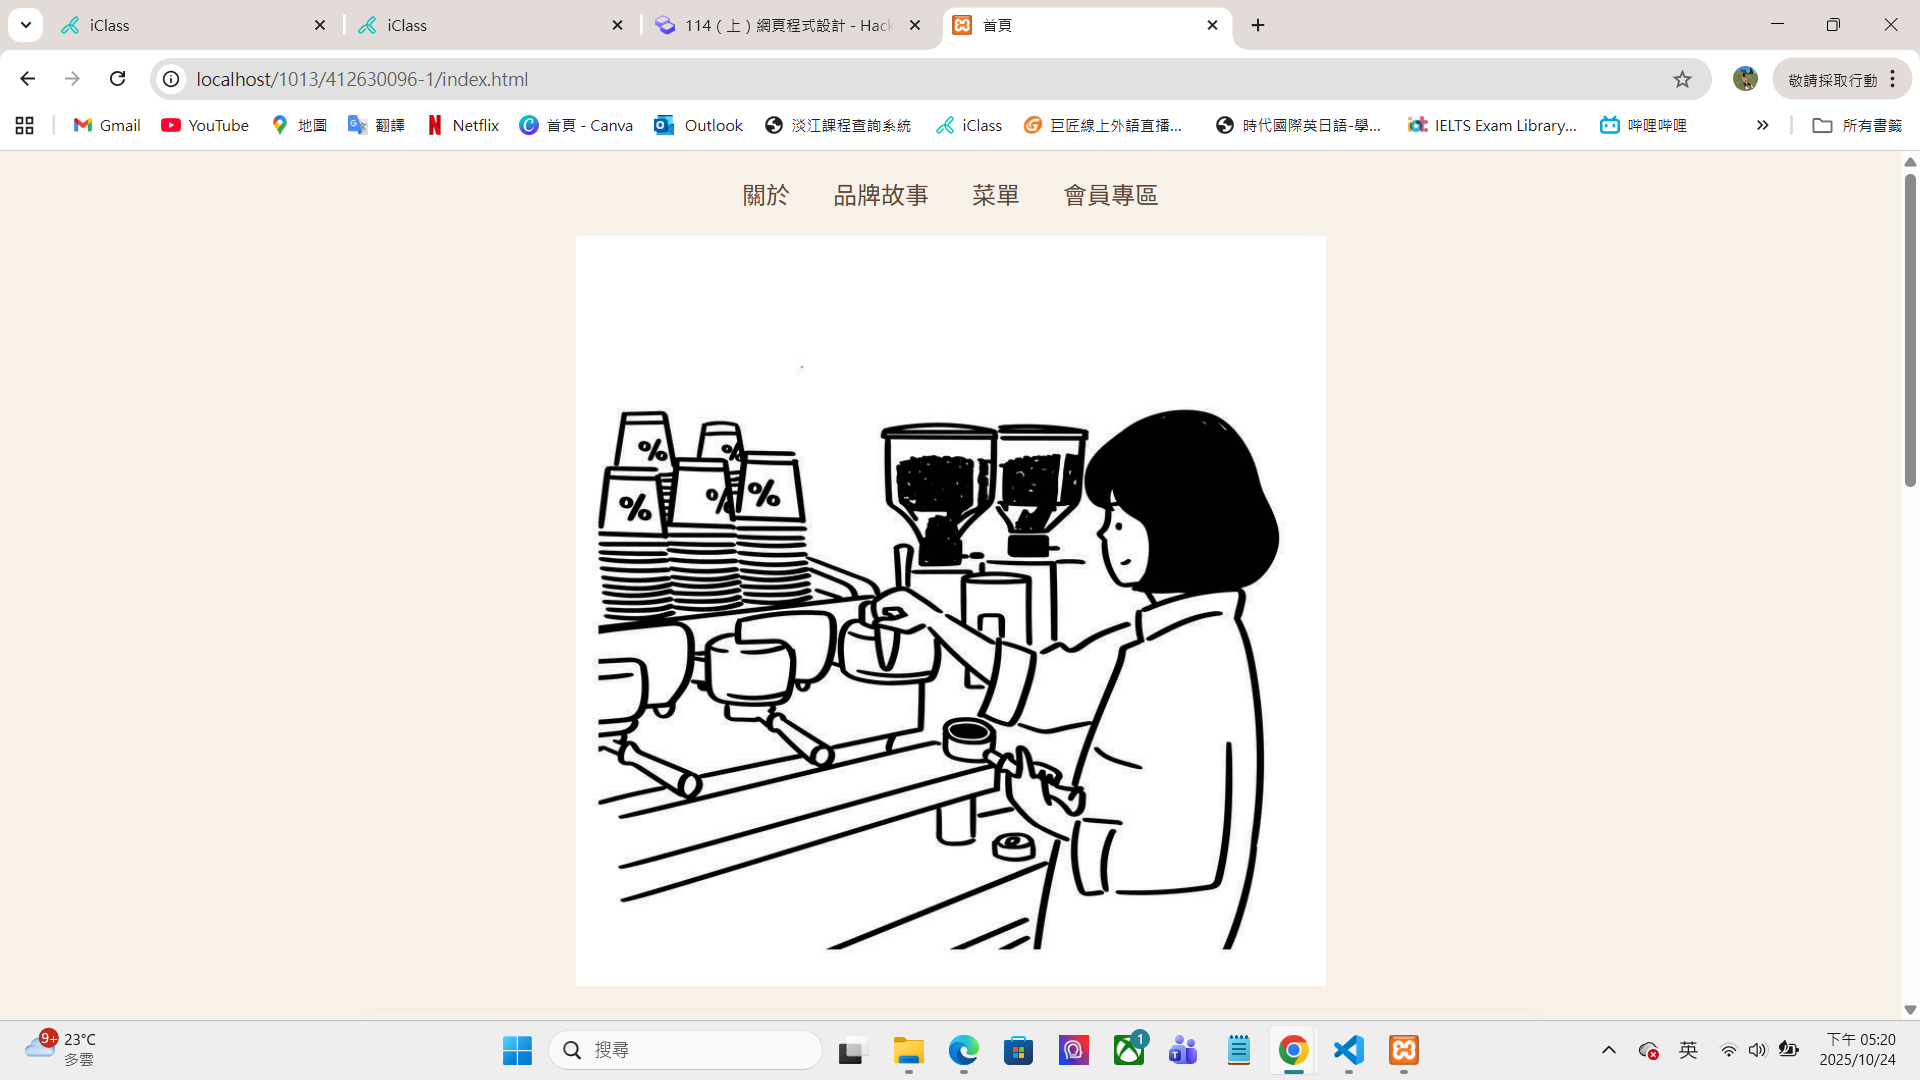 iClass
iClass
114 ( 上 ) 網頁程式設計 - Hack
首頁
localhost/1013/412630096-1/index.html
敬請採取行動
Gmail
YouTube
地圖
翻譯
Netflix
首頁 - Canva
Outlook
淡江課程查詢系統
iClass
巨匠線上外語直播...
時代國際英日語-學...
IELTS Exam Library...
哔哩哔哩
所有書籤
關於 品牌故事 菜單 會員專區
%
%
%
%
%
9+
23°C
多雲
搜尋
1
英
下午 05:20
2025/10/24